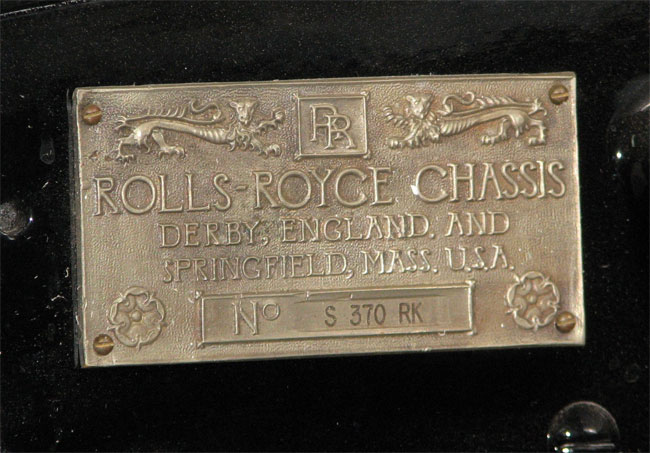 RR
ROLLS-ROYCE CHASSIS
DERBY, ENGLAND, AND
SPRINGFIELD, MASS. U.S.A.
No S 370 RK